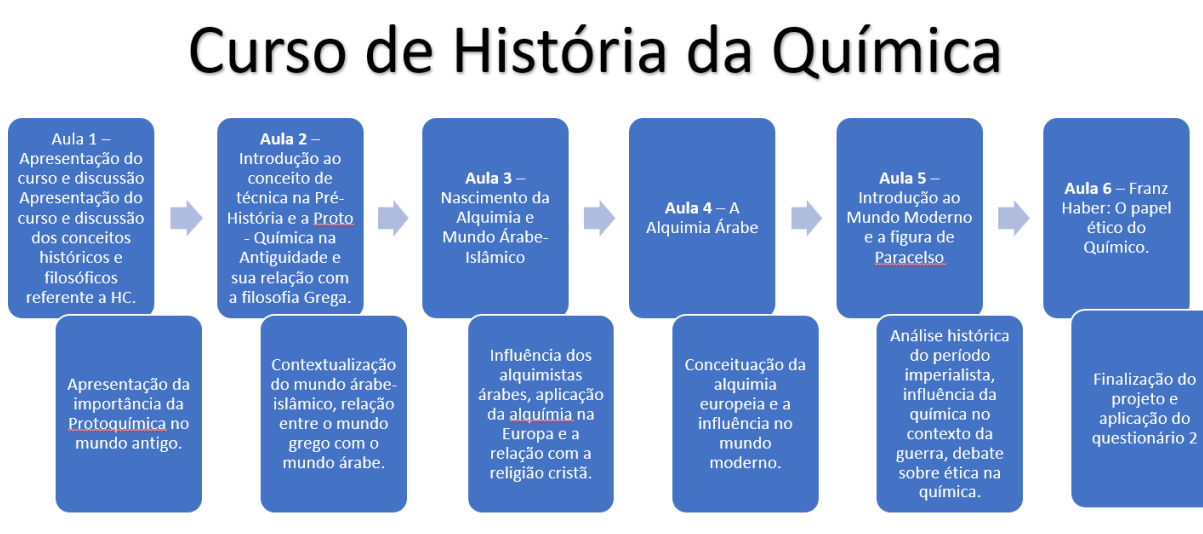 Curso de História da Química
Aula 1 –
Apresentação do
curso e discussão
Apresentação do
curso e discussão
dos conceitos
históricos e
filosóficos
referente a HC.
Apresentação da
importância da
Protoquímica no
mundo antigo.
Aula 2 –
Introdução ao
conceito de
técnica na Pré-
História e a Proto
- Química na
Antiguidade e
sua relação com
a filosofia Grega.
Contextualização
do mundo árabe-
islâmico, relação
entre o mundo
grego com o
mundo árabe.
Aula 3 –
Nascimento da
Alquimia e
Mundo Árabe-
Islâmico
Influência dos
alquimistas
árabes, aplicação
da alquímia na
Europa e a
relação com a
religião cristã.
Aula 4 – A
Alquimia Árabe
Conceituação da
alquimia
europeia e a
influência no
mundo
moderno.
Aula 5 –
Introdução ao
Mundo Moderno
e a figura de
Paracelso
Análise histórica
do período
imperialista,
influência da
química no
contexto da
guerra, debate
sobre ética na
química.
Aula 6 – Franz
Haber: O papel
ético do
Químico.
Finalização do
projeto e
aplicação do
questionário 2